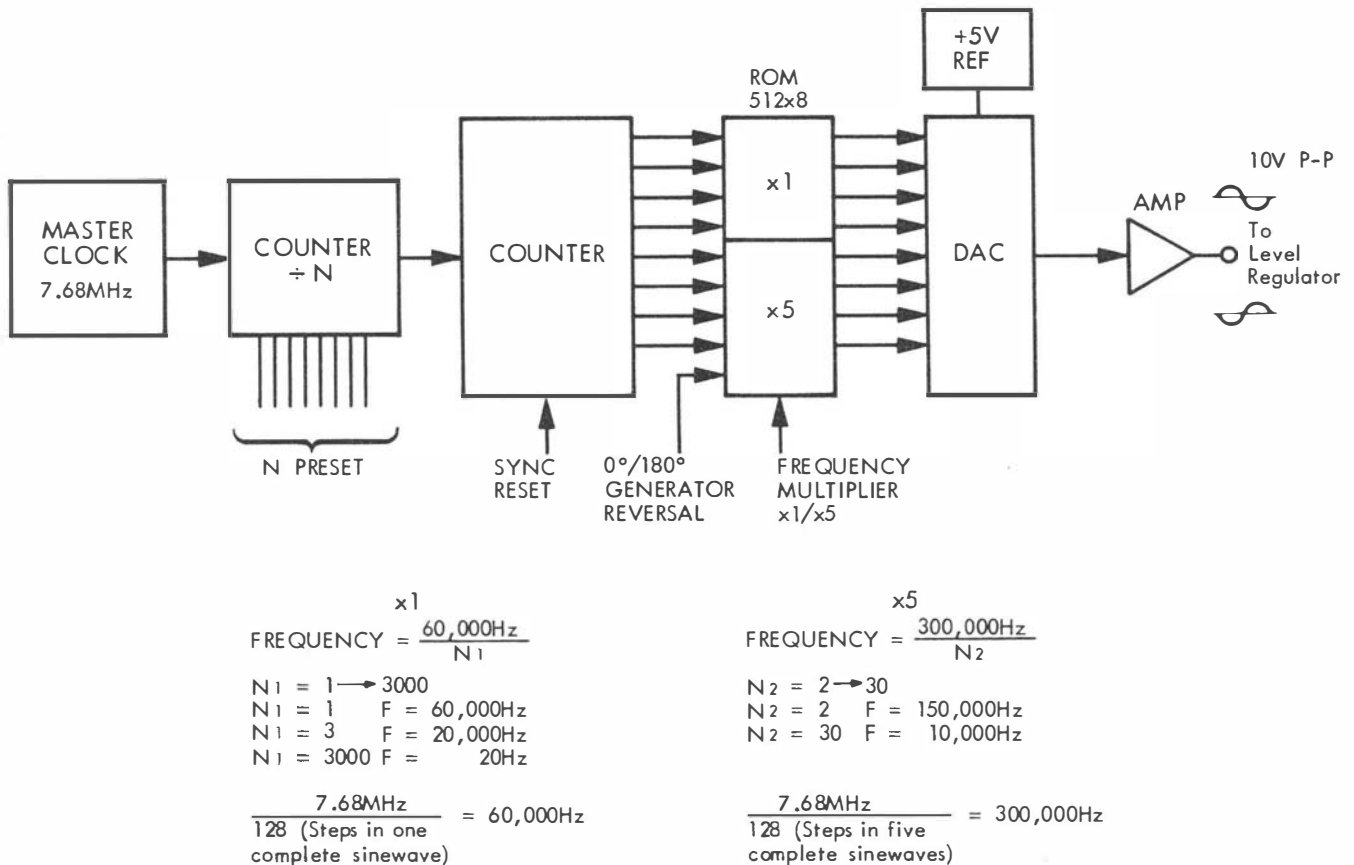 +5V
REF
ROM
512x8
10V P-P
MASTER
CLOCK
7.68MHz
COUNTER
÷ N
COUNTER
x1
x5
DAC
AMP
To
Level
Regulator
N PRESET
SYNC
RESET
0°/180°
GENERATOR
REVERSAL
FREQUENCY
MULTIPLIER
x1/x5
x1
FREQUENCY = 60,000Hz / N1
N1 = 1 → 3000
N1 = 1 F = 60,000Hz
N1 = 3 F = 20,000Hz
N1 = 3000 F = 20Hz
7.68MHz
128 (Steps in one
complete sinewave)
= 60,000Hz
x5
FREQUENCY = 300,000Hz / N2
N2 = 2 → 30
N2 = 2 F = 150,000Hz
N2 = 30 F = 10,000Hz
7.68MHz
128 (Steps in five
complete sinewaves)
= 300,000Hz